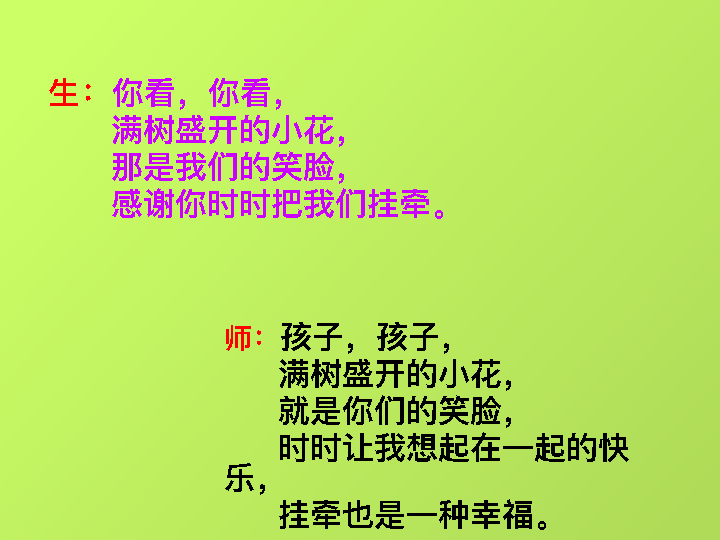 生：你看，你看，
满树盛开的小花，
那是我们的笑脸，
感谢你时时把我们挂牵。
师：孩子，孩子，
满树盛开的小花，
就是你们的笑脸，
时时让我想起在一起的快
乐，
挂牵也是一种幸福。